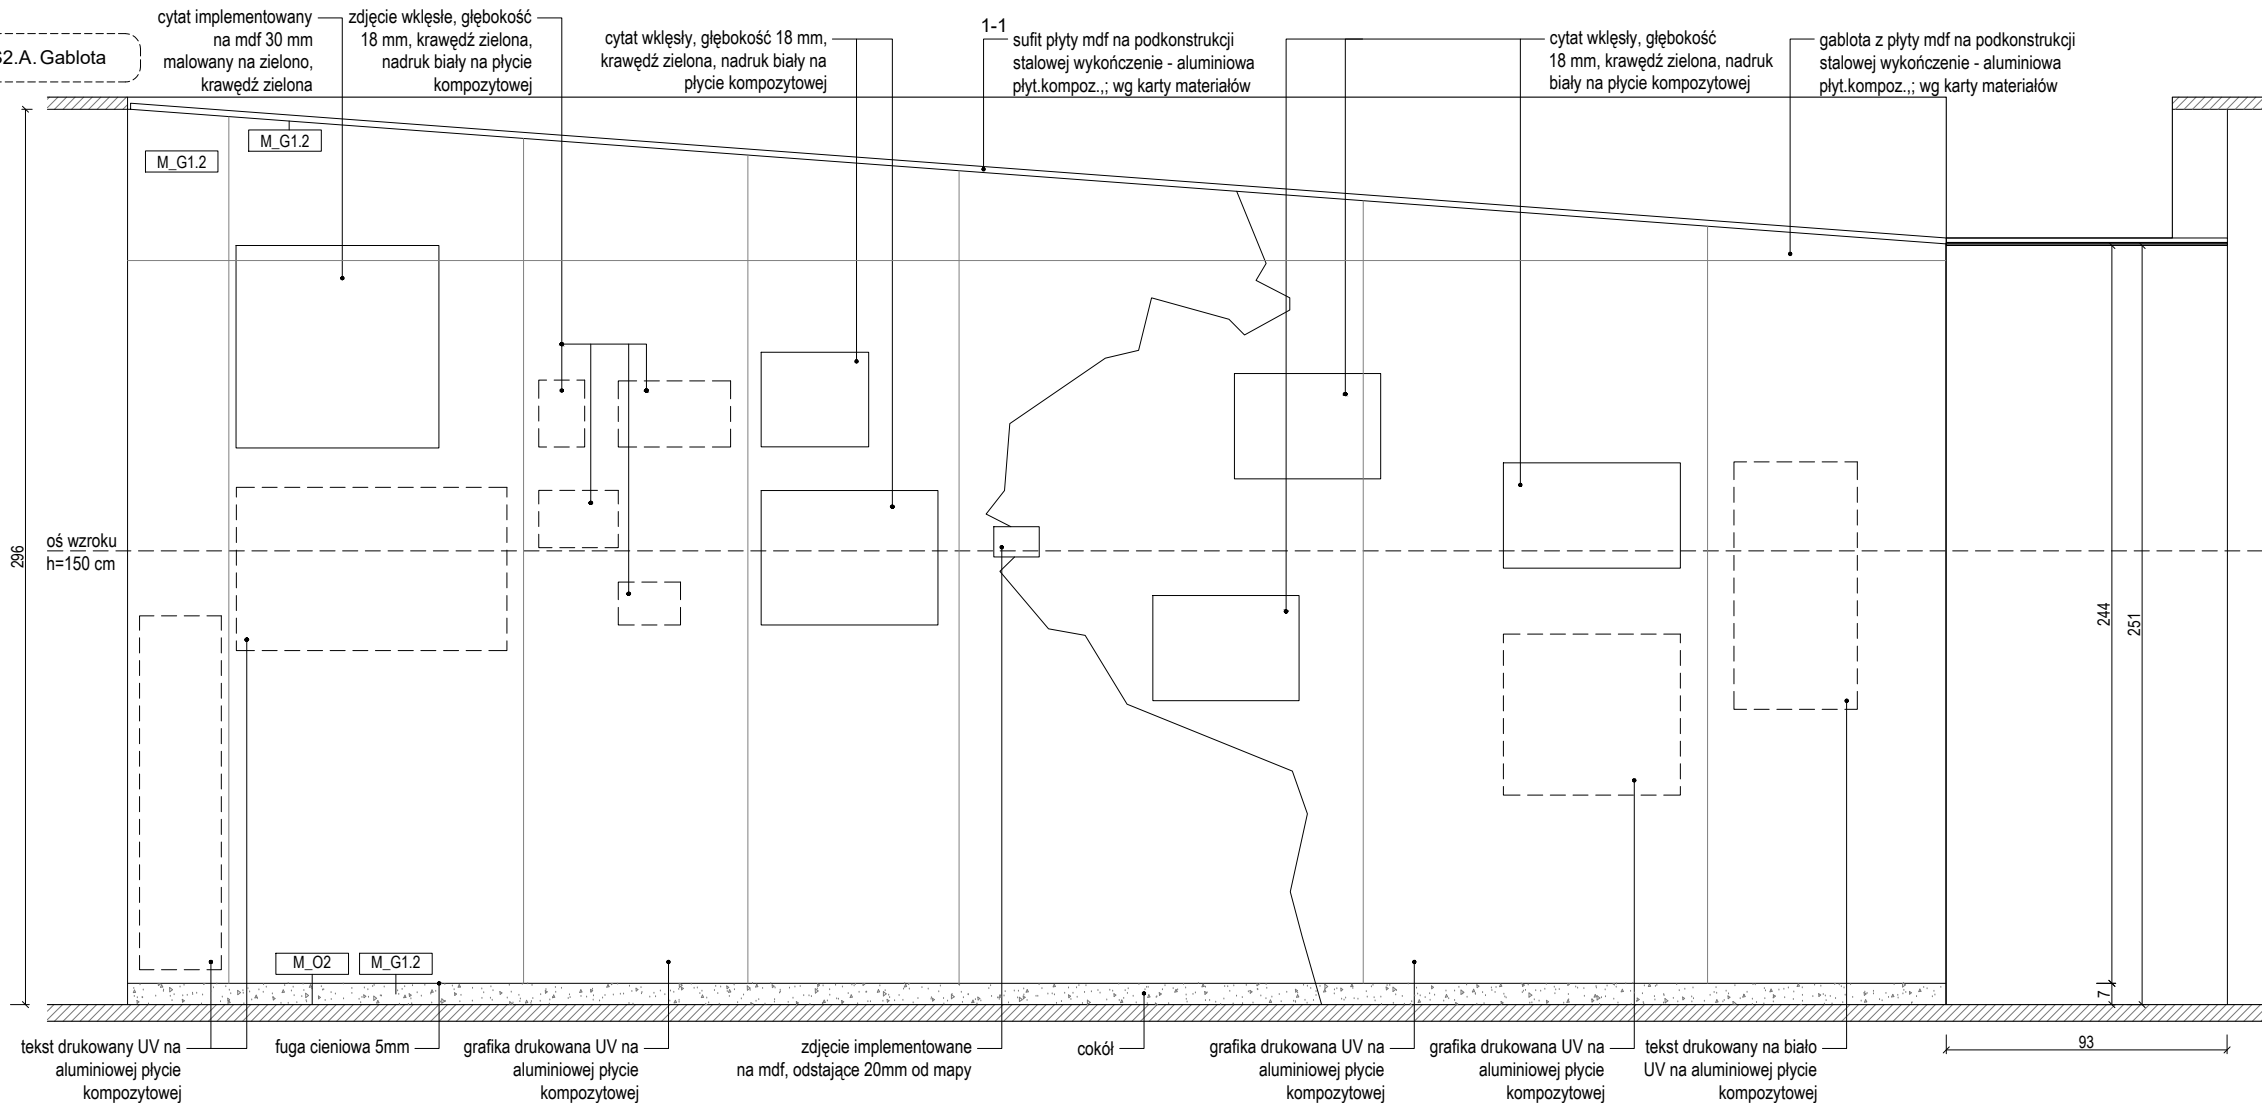 S2.A. Gablota
cytat implementowany
na mdf 30 mm
malowany na zielono,
krawędź zielona
zdjęcie wklęsłe, głębokość
18 mm, krawędź zielona,
nadruk biały na płycie
kompozytowej
cytat wklęsły, głębokość 18 mm,
krawędź zielona, nadruk biały na
płycie kompozytowej
1-1
sufit płyty mdf na podkonstrukcji
stalowej wykończenie - aluminiowa
płyt.kompoz.,; wg karty materiałów
cytat wklęsły, głębokość
18 mm, krawędź zielona, nadruk
biały na płycie kompozytowej
gablota z płyty mdf na podkonstrukcji
stalowej wykończenie - aluminiowa
płyt.kompoz.,; wg karty materiałów
M_G1.2
M_G1.2
296
oś wzroku
h=150 cm
244
251
7
93
M_O2
M_G1.2
tekst drukowany UV na
aluminiowej płycie
kompozytowej
fuga cieniowa 5mm
grafika drukowana UV na
aluminiowej płycie
kompozytowej
zdjęcie implementowane
na mdf, odstające 20mm od mapy
cokół
grafika drukowana UV na
aluminiowej płycie
kompozytowej
grafika drukowana UV na
aluminiowej płycie
kompozytowej
tekst drukowany na biało
UV na aluminiowej płycie
kompozytowej